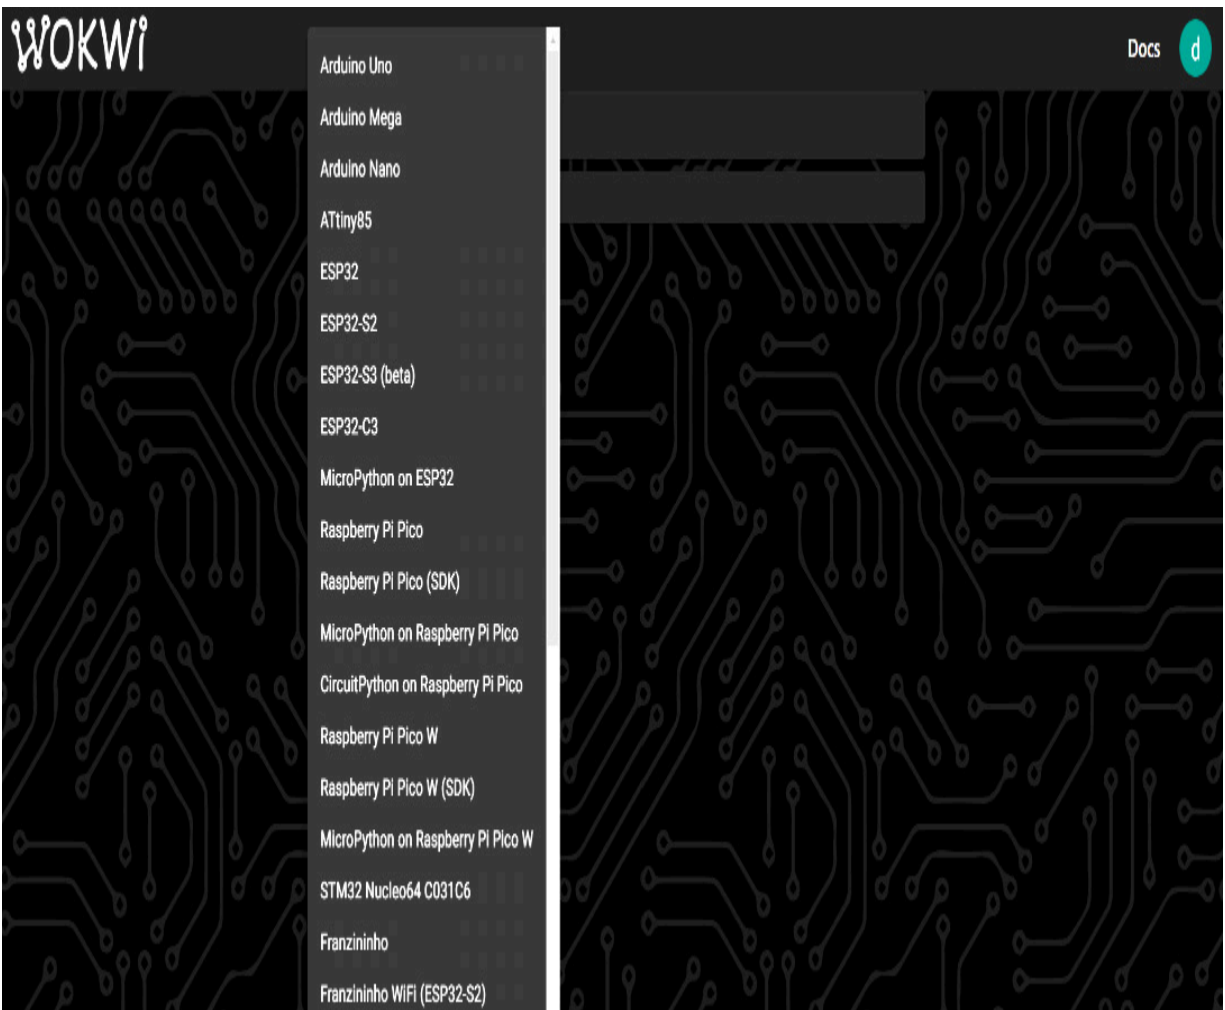 WOKWi
Docs
d
Arduino Uno
Arduino Mega
Arduino Nano
ATtiny85
ESP32
ESP32-S2
ESP32-S3 (beta)
ESP32-C3
MicroPython on ESP32
Raspberry Pi Pico
Raspberry Pi Pico (SDK)
MicroPython on Raspberry Pi Pico
CircuitPython on Raspberry Pi Pico
Raspberry Pi Pico W
Raspberry Pi Pico W (SDK)
MicroPython on Raspberry Pi Pico W
STM32 Nucleo64 C031C6
Franzininho
Franzininho WiFi (ESP32-S2)